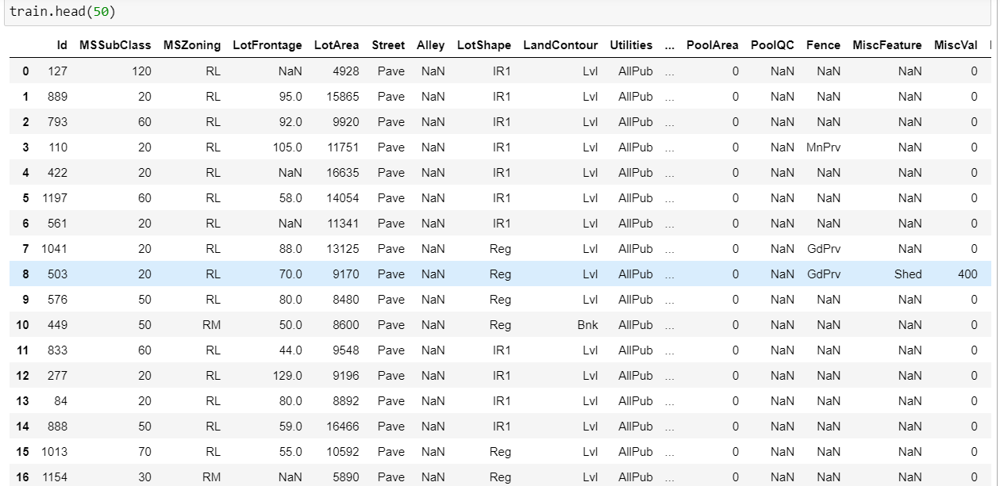 train.head(50)
Id MSSubClass MSZoning LotFrontage LotArea Street Alley LotShape LandContour Utilities ... PoolArea PoolQC Fence MiscFeature MiscVal
0 127 120 RL NaN 4928 Pave NaN IR1 Lvl AllPub ... 0 NaN NaN NaN 0
1 889 20 RL 95.0 15865 Pave NaN IR1 Lvl AllPub ... 0 NaN NaN NaN 0
2 793 60 RL 92.0 9920 Pave NaN IR1 Lvl AllPub ... 0 NaN NaN NaN 0
3 110 20 RL 105.0 11751 Pave NaN IR1 Lvl AllPub ... 0 NaN MnPrv NaN 0
4 422 20 RL NaN 16635 Pave NaN IR1 Lvl AllPub ... 0 NaN NaN NaN 0
5 1197 60 RL 58.0 14054 Pave NaN IR1 Lvl AllPub ... 0 NaN NaN NaN 0
6 561 20 RL NaN 11341 Pave NaN IR1 Lvl AllPub ... 0 NaN NaN NaN 0
7 1041 20 RL 88.0 13125 Pave NaN Reg Lvl AllPub ... 0 NaN GdPrv NaN 0
8 503 20 RL 70.0 9170 Pave NaN Reg Lvl AllPub ... 0 NaN GdPrv Shed 400
9 576 50 RL 80.0 8480 Pave NaN Reg Lvl AllPub ... 0 NaN NaN NaN 0
10 449 50 RM 50.0 8600 Pave NaN Reg Bnk AllPub ... 0 NaN NaN NaN 0
11 833 60 RL 44.0 9548 Pave NaN IR1 Lvl AllPub ... 0 NaN NaN NaN 0
12 277 20 RL 129.0 9196 Pave NaN IR1 Lvl AllPub ... 0 NaN NaN NaN 0
13 84 20 RL 80.0 8892 Pave NaN IR1 Lvl AllPub ... 0 NaN NaN NaN 0
14 888 50 RL 59.0 16466 Pave NaN IR1 Lvl AllPub ... 0 NaN NaN NaN 0
15 1013 70 RL 55.0 10592 Pave NaN Reg Lvl AllPub ... 0 NaN NaN NaN 0
16 1154 30 RM NaN 5890 Pave NaN Reg Lvl AllPub ... 0 NaN NaN NaN 0